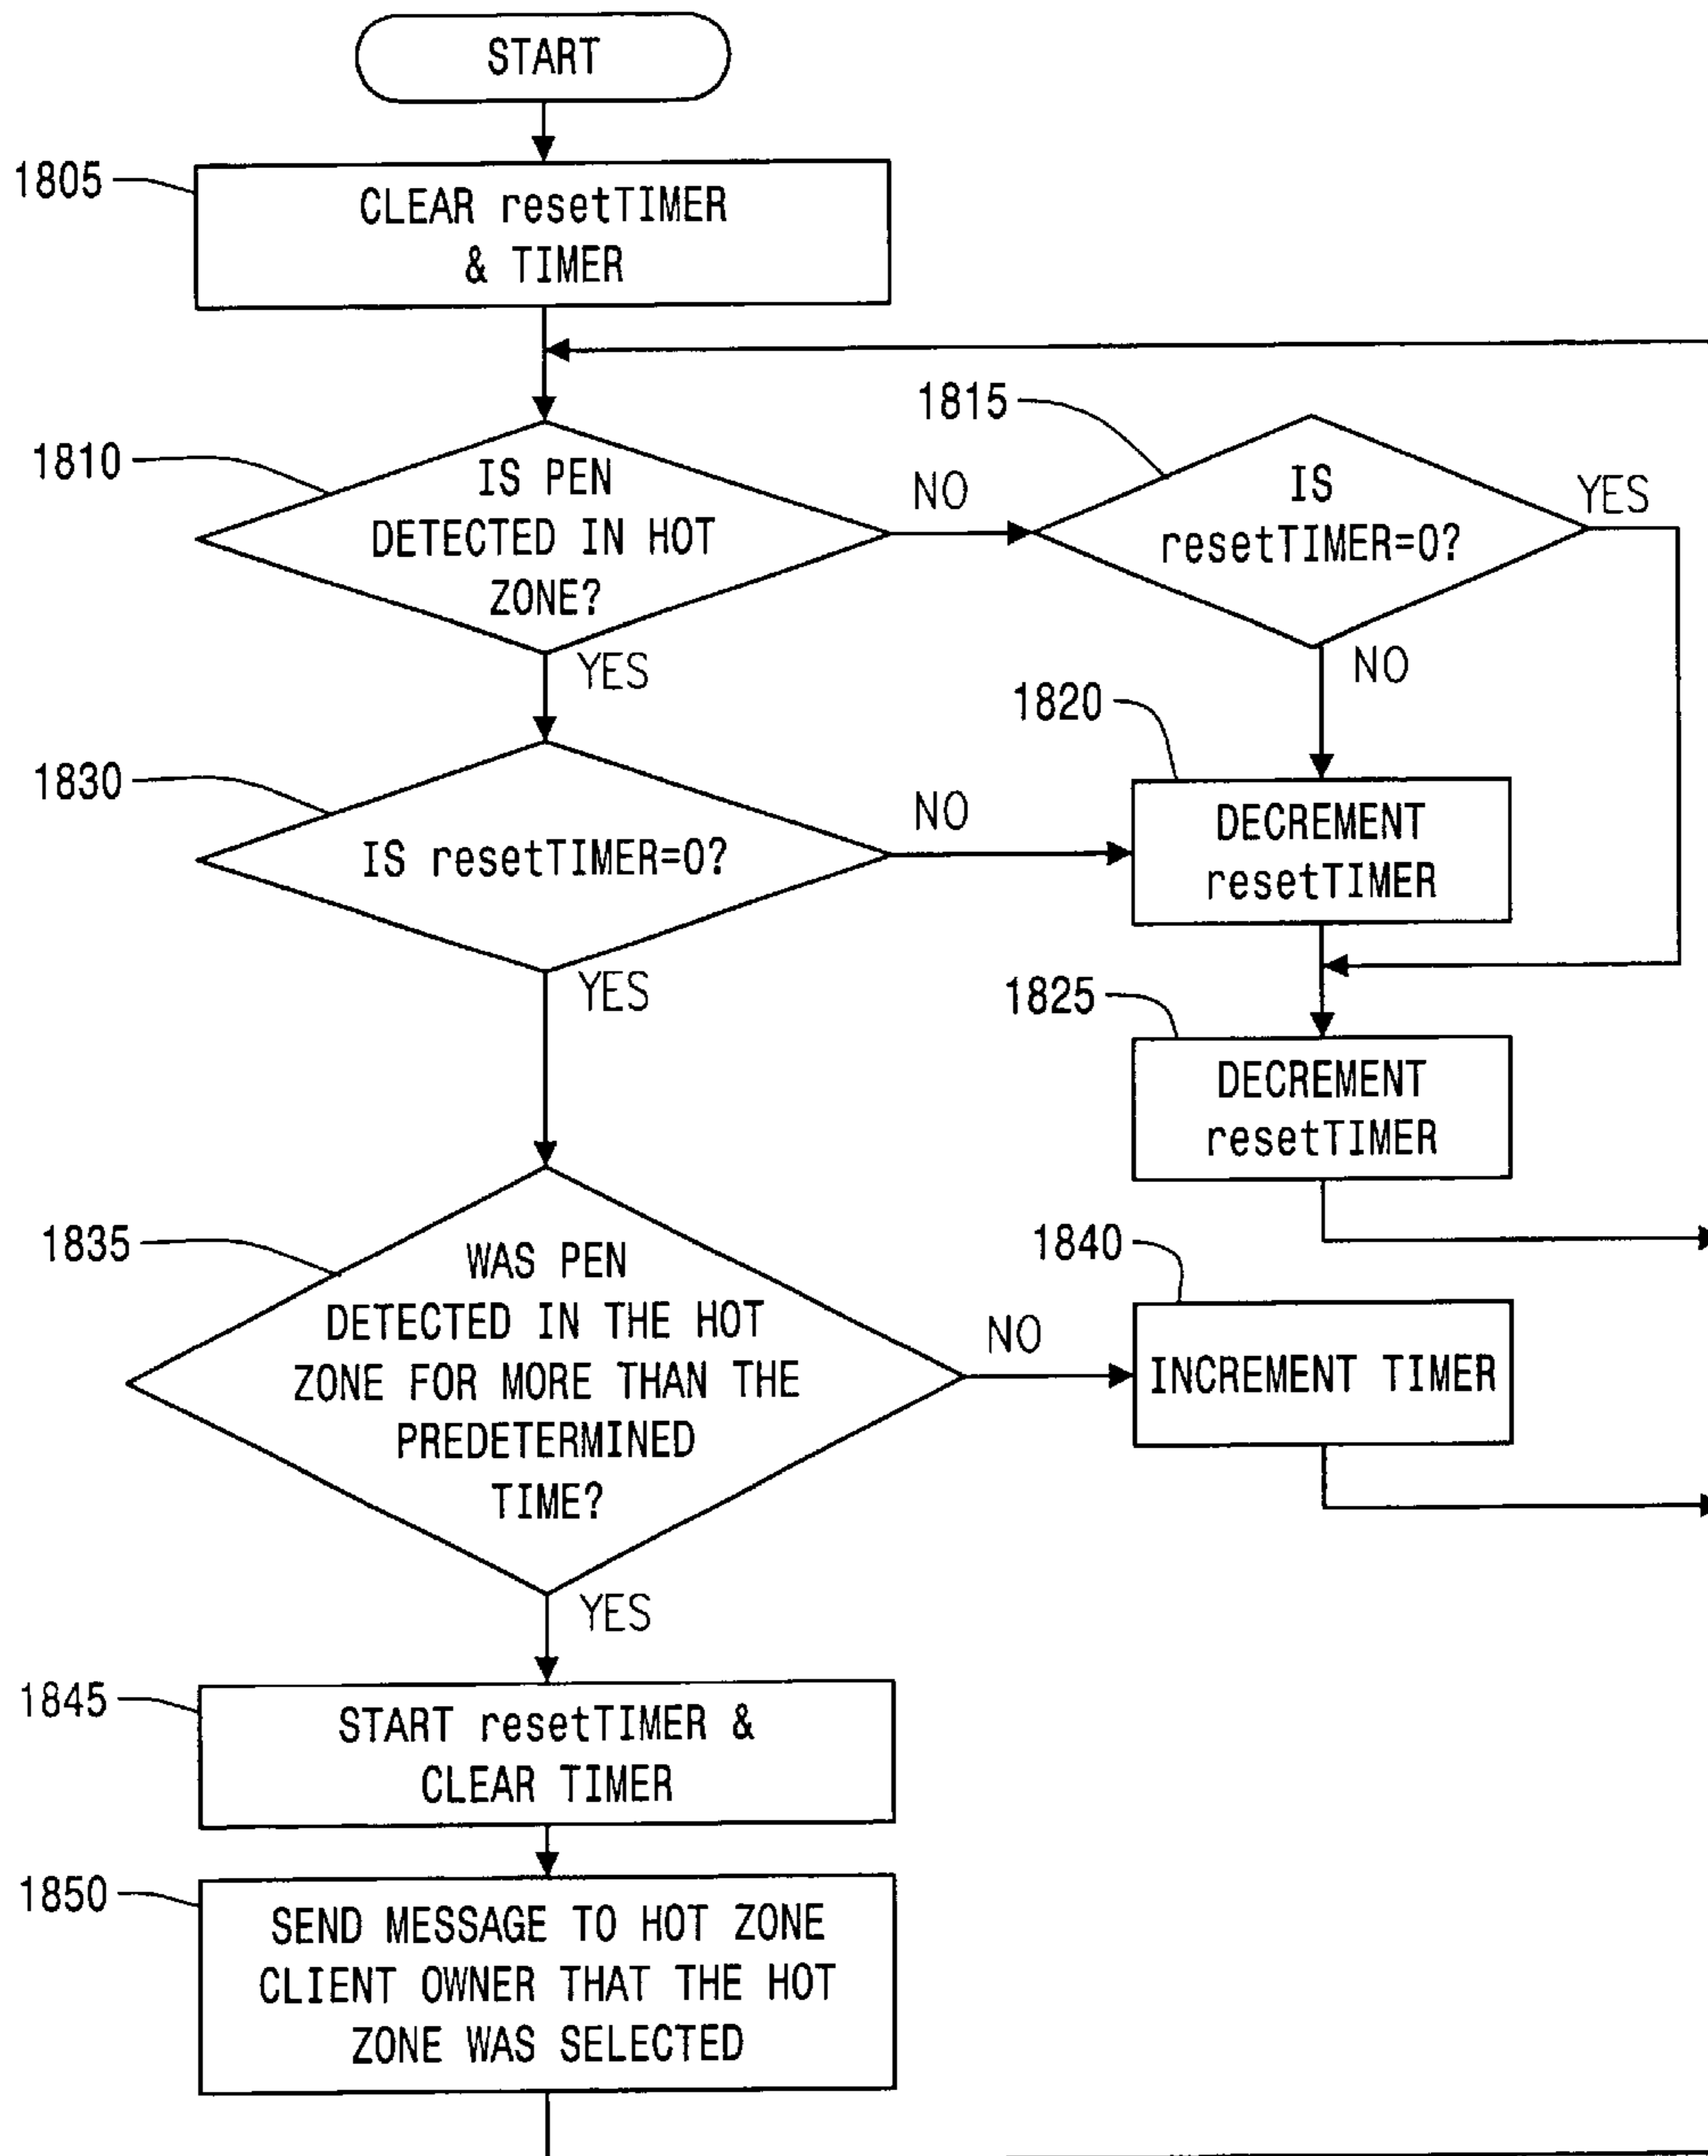 START
1805
CLEAR resetTIMER
& TIMER
1810
IS PEN
DETECTED IN HOT
ZONE?
NO
1815
IS
resetTIMER=0?
YES
YES
NO
1820
DECREMENT
resetTIMER
1830
IS resetTIMER=0?
NO
YES
1825
DECREMENT
resetTIMER
1835
WAS PEN
DETECTED IN THE HOT
ZONE FOR MORE THAN THE
PREDETERMINED
TIME?
NO
1840
INCREMENT TIMER
YES
1845
START resetTIMER &
CLEAR TIMER
1850
SEND MESSAGE TO HOT ZONE
CLIENT OWNER THAT THE HOT
ZONE WAS SELECTED